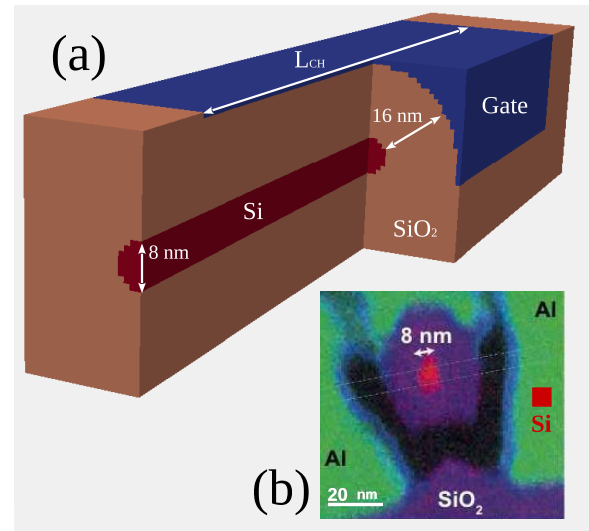 (a)
L_CH
16 nm
Gate
Si
SiO₂
8 nm
8 nm
Al
Si
Al
(b)
20 nm
SiO₂